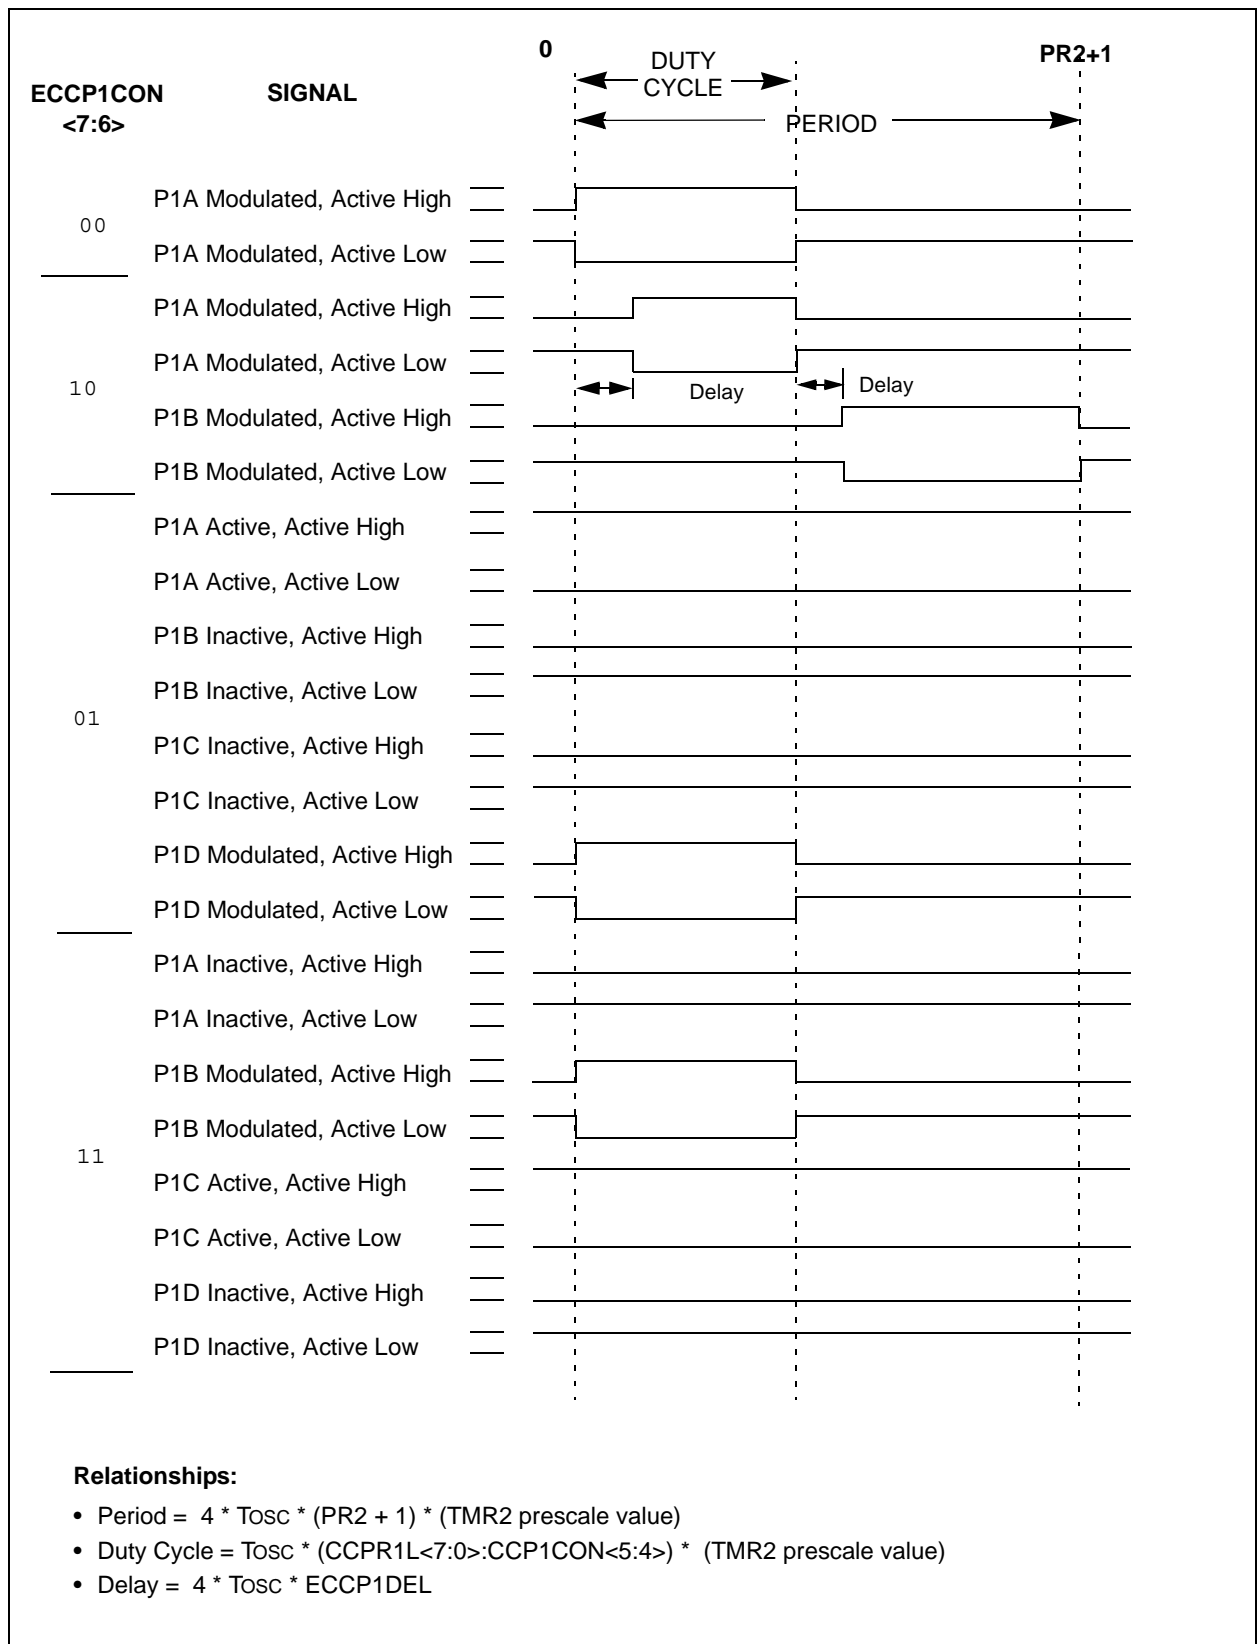 0
PR2+1
DUTY
CYCLE
ECCP1CON
<7:6>
SIGNAL
PERIOD
00
P1A Modulated, Active High
P1A Modulated, Active Low
10
P1A Modulated, Active High
P1A Modulated, Active Low
Delay
Delay
P1B Modulated, Active High
P1B Modulated, Active Low
01
P1A Active, Active High
P1A Active, Active Low
P1B Inactive, Active High
P1B Inactive, Active Low
P1C Inactive, Active High
P1C Inactive, Active Low
P1D Modulated, Active High
P1D Modulated, Active Low
11
P1A Inactive, Active High
P1A Inactive, Active Low
P1B Modulated, Active High
P1B Modulated, Active Low
P1C Active, Active High
P1C Active, Active Low
P1D Inactive, Active High
P1D Inactive, Active Low
Relationships:
• Period = 4 * TOSC * (PR2 + 1) * (TMR2 prescale value)
• Duty Cycle = TOSC * (CCPR1L<7:0>:CCP1CON<5:4>) * (TMR2 prescale value)
• Delay = 4 * TOSC * ECCP1DEL